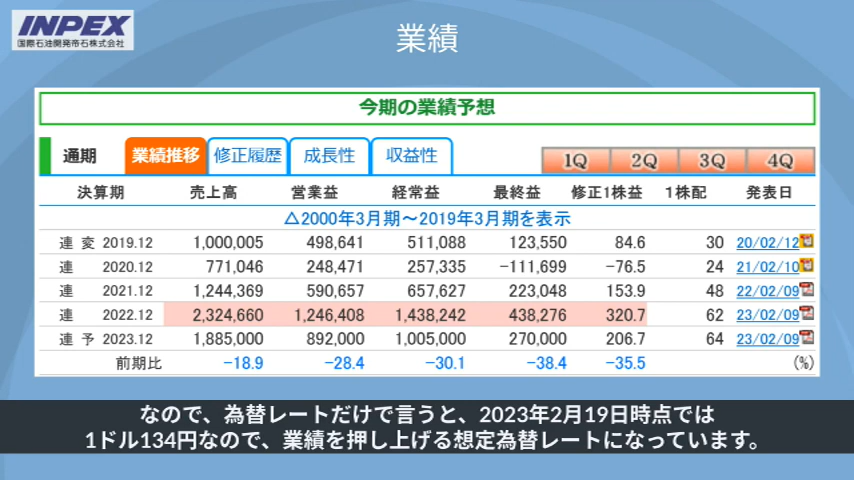 INPEX
国際石油開発帝石株式会社
業績
今期の業績予想
通期 業績推移 修正履歴 成長性 収益性 1Q 2Q 3Q 4Q
決算期 売上高 営業益 経常益 最終益 修正1株益 1株配 発表日
△2000年3月期～2019年3月期を表示
連 変 2019.12 1,000,005 498,641 511,088 123,550 84.6 30 20/02/12
連 2020.12 771,046 248,471 257,335 -111,699 -76.5 24 21/02/10
連 2021.12 1,244,369 590,657 657,627 223,048 153.9 48 22/02/09
連 2022.12 2,324,660 1,246,408 1,438,242 438,276 320.7 62 23/02/09
連 予 2023.12 1,885,000 892,000 1,005,000 270,000 206.7 64 23/02/09
前期比 -18.9 -28.4 -30.1 -38.4 -35.5 (%)
なので、為替レートだけで言うと、2023年2月19日時点では
1ドル134円なので、業績を押し上げる想定為替レートになっています。